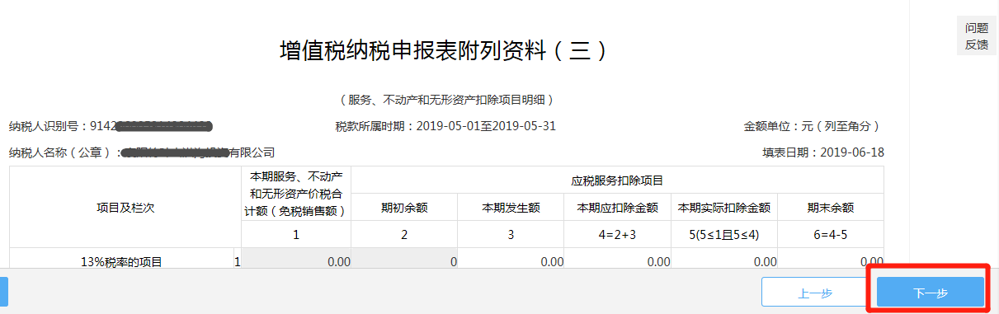 问题
反馈
增值税纳税申报表附列资料（三）
（服务、不动产和无形资产扣除项目明细）
纳税人识别号：9142
税款所属时期：2019-05-01至2019-05-31
金额单位：元（列至角分）
纳税人名称（公章）：
有限公司
填表日期：2019-06-18
项目及栏次
本期服务、不动产
和无形资产价税合
计额（免税销售额）
应税服务扣除项目
期初余额
本期发生额
本期应扣除金额
本期实际扣除金额
期末余额
1
2
3
4=2+3
5(5≤1且5≤4)
6=4-5
13%税率的项目
1
0.00
0
0.00
0.00
0.00
0.00
上一步
下一步